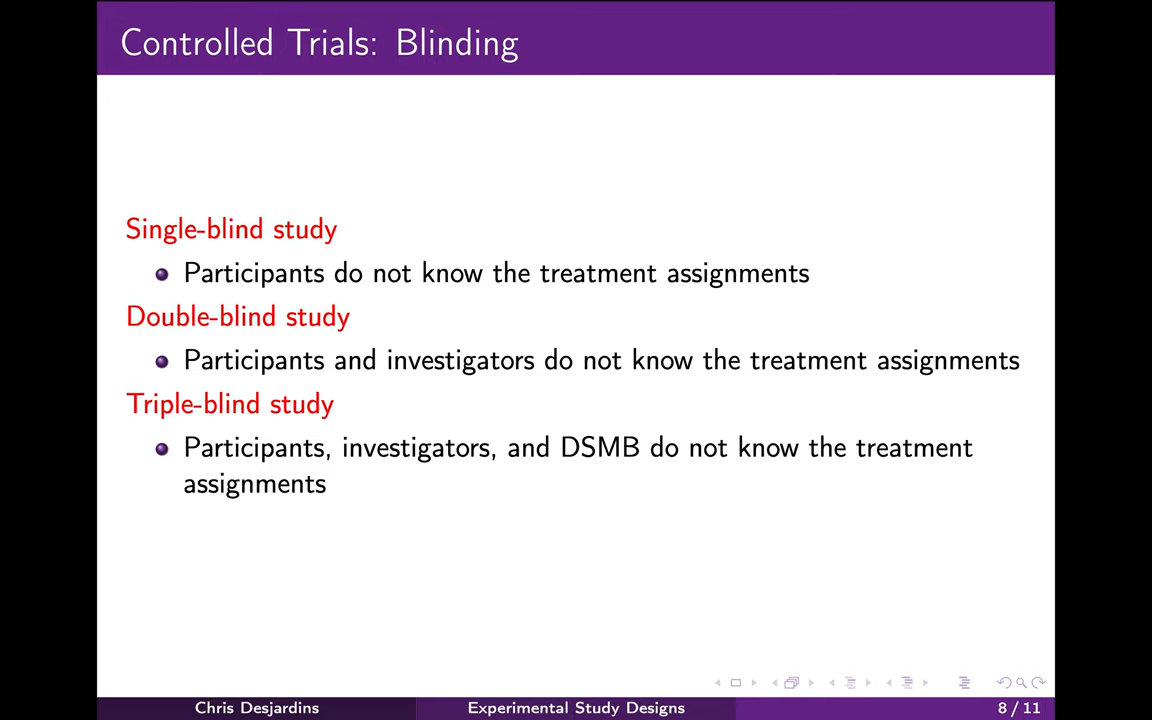 Controlled Trials: Blinding
Single-blind study
Participants do not know the treatment assignments
Double-blind study
Participants and investigators do not know the treatment assignments
Triple-blind study
Participants, investigators, and DSMB do not know the treatment
assignments
Chris Desjardins
Experimental Study Designs
8 / 11